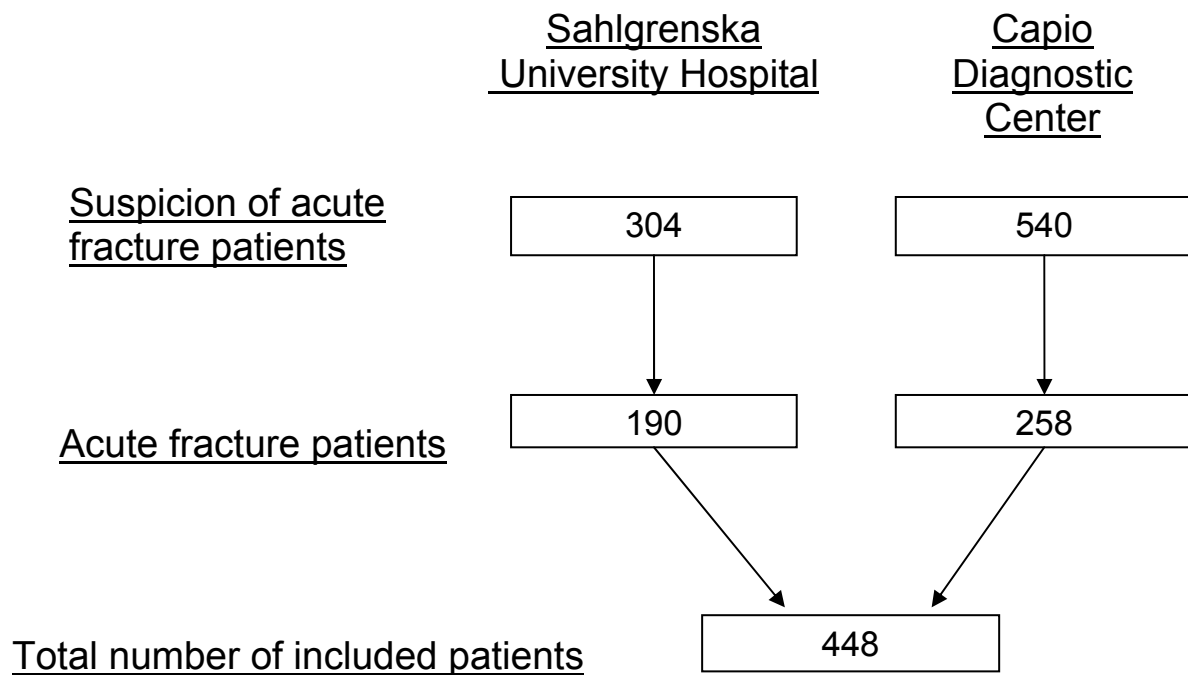 Sahlgrenska
University Hospital
Capio
Diagnostic
Center
Suspicion of acute
fracture patients
304
540
Acute fracture patients
190
258
Total number of included patients
448